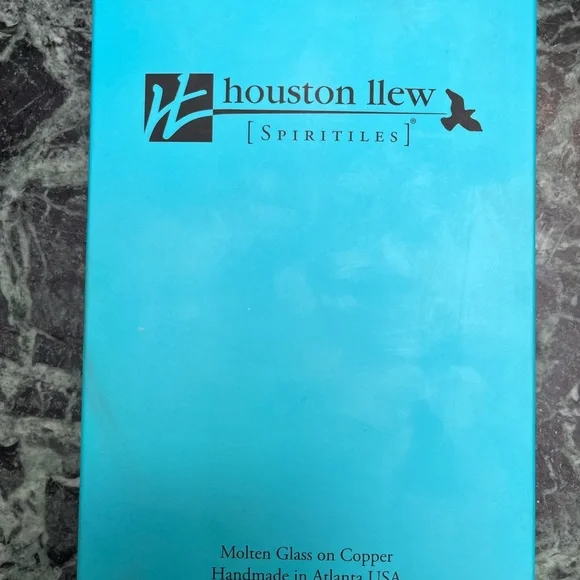 houston llew
[ SPIRITILES ]®
Molten Glass on Copper
Handmade in Atlanta USA